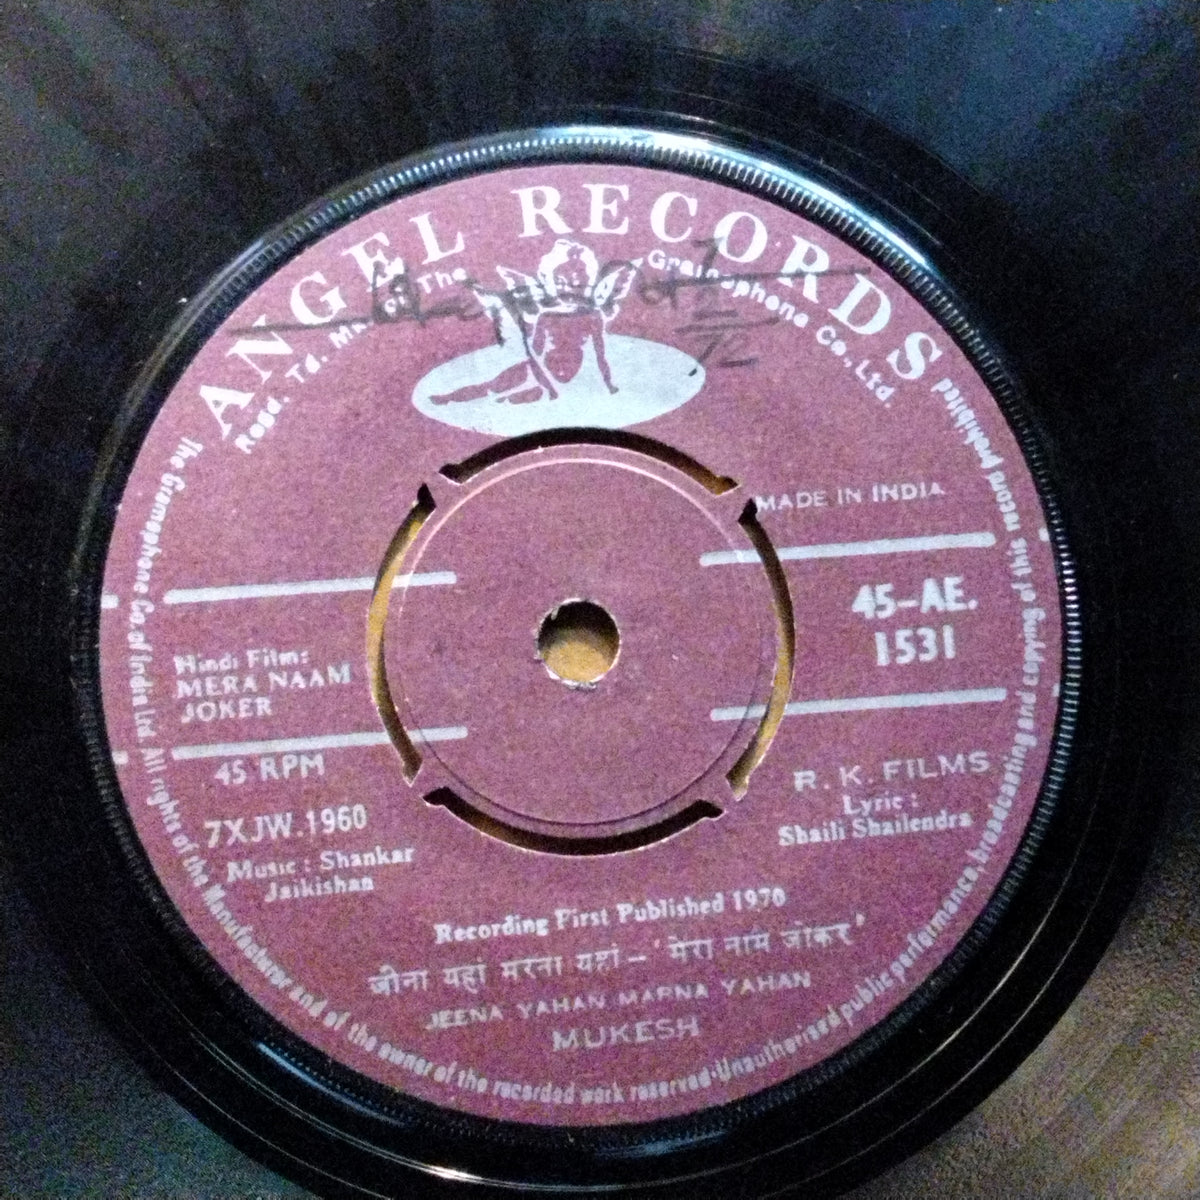 ANGEL RECORDS
Regd. Td. Mk. of The Gramophone Co., Ltd.
MADE IN INDIA
45-AE.
1531
Hindi Film:
MERA NAAM
JOKER
45 RPM
7XJW.1960
Music : Shankar
Jaikishan
R. K. FILMS
Lyric :
Shaili Shailendra
Recording First Published 1970
जीना यहां मरना यहां – 'मेरा नाम जोकर'
JEENA YAHAN MARNA YAHAN
MUKESH
The Gramophone Co. of India Ltd. All rights of the Manufacturer and of the owner of the recorded work reserved·Unauthorised public performance, broadcasting and copying of this record prohibited